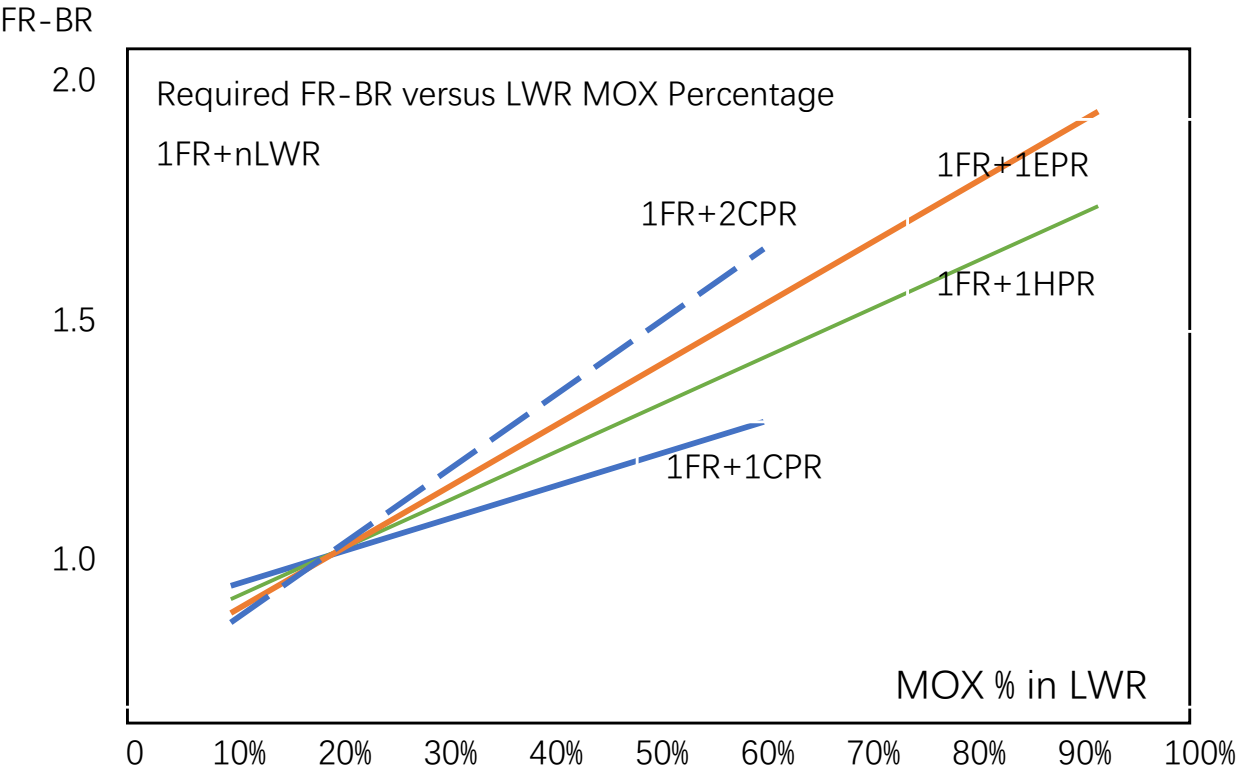 FR-BR
2.0
Required FR-BR versus LWR MOX Percentage
1FR+nLWR
1FR+1EPR
1FR+2CPR
1FR+1HPR
1.5
1FR+1CPR
1.0
MOX % in LWR
0 10% 20% 30% 40% 50% 60% 70% 80% 90% 100%